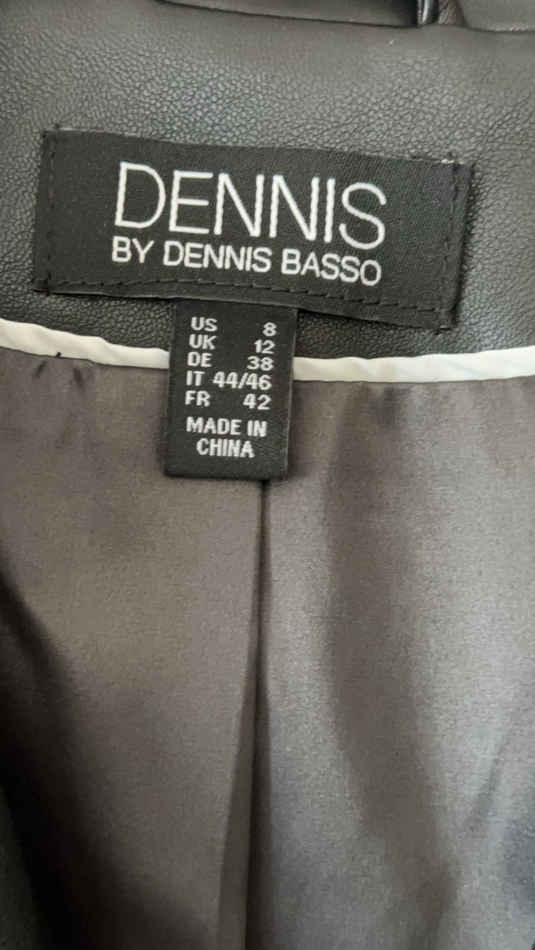 DENNIS
BY DENNIS BASSO
US 8
UK 12
DE 38
IT 44/46
FR 42
MADE IN
CHINA